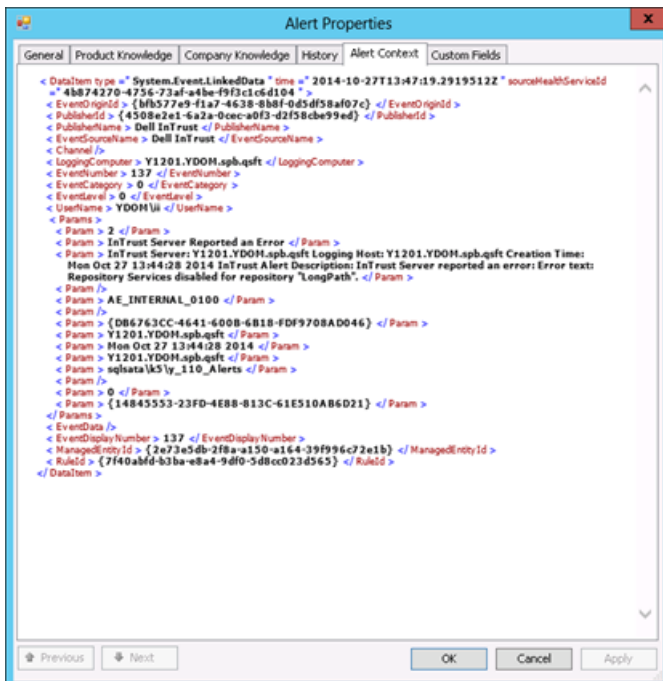 Alert Properties
x
General Product Knowledge Company Knowledge History Alert Context Custom Fields
< DataItem type =" System.Event.LinkedData " time =" 2014-10-27T13:47:19.2919512Z " sourceHealthServiceId
=" 4b874270-4756-73af-a4be-f9f3c1c6d104 " >
< EventOriginId > {bfb577e9-f1a7-4638-8b8f-0d5df58af07c} </ EventOriginId >
< PublisherId > {4508e2e1-6a2a-0cec-a0f3-d2f58cbe99ed} </ PublisherId >
< PublisherName > Dell InTrust </ PublisherName >
< EventSourceName > Dell InTrust </ EventSourceName >
< Channel />
< LoggingComputer > Y1201.YDOM.spb.qsft </ LoggingComputer >
< EventNumber > 137 </ EventNumber >
< EventCategory > 0 </ EventCategory >
< EventLevel > 0 </ EventLevel >
< UserName > YDOM\ii </ UserName >
< Params >
< Param > 2 </ Param >
< Param > InTrust Server Reported an Error </ Param >
< Param > InTrust Server: Y1201.YDOM.spb.qsft Logging Host: Y1201.YDOM.spb.qsft Creation Time:
Mon Oct 27 13:44:28 2014 InTrust Alert Description: InTrust Server reported an error: Error text:
Repository Services disabled for repository "LongPath". </ Param >
< Param />
< Param > AE_INTERNAL_0100 </ Param >
< Param />
< Param > {DB6763CC-4641-600B-6B18-FDF9708AD046} </ Param >
< Param > Y1201.YDOM.spb.qsft </ Param >
< Param > Mon Oct 27 13:44:28 2014 </ Param >
< Param > Y1201.YDOM.spb.qsft </ Param >
< Param > sqlsata\k5\y_110_Alerts </ Param >
< Param />
< Param > 0 </ Param >
< Param > {14845553-23FD-4E88-813C-61E510AB6D21} </ Param >
</ Params >
< EventData />
< EventDisplayNumber > 137 </ EventDisplayNumber >
< ManagedEntityId > {2e73e5db-2f8a-a150-a164-39f996c72e1b} </ ManagedEntityId >
< RuleId > {7f40abfd-b3ba-e8a4-9df0-5d8cc023d565} </ RuleId >
</ DataItem >
Previous Next OK Cancel Apply